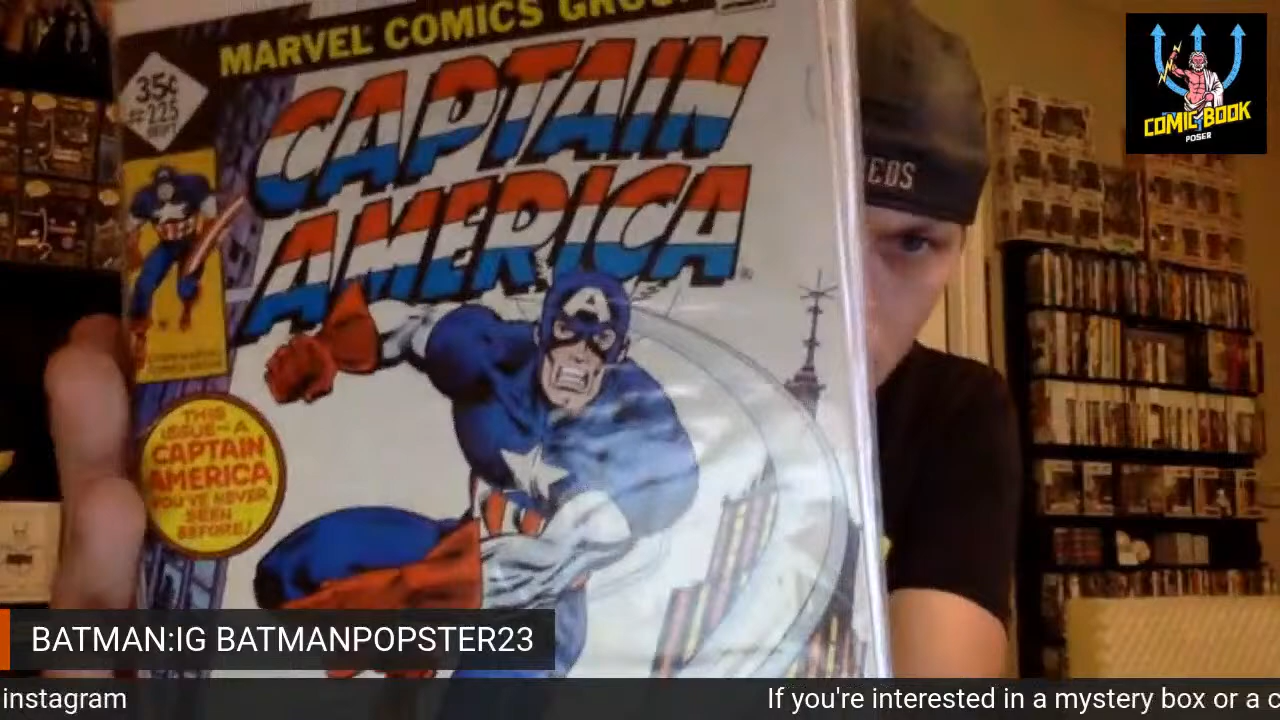 MARVEL COMICS GROUP
35¢
225
SEPT
CAPTAIN
AMERICA
A
THIS
ISSUE—A
CAPTAIN
AMERICA
YOU'VE NEVER
SEEN
BEFORE!
COMIC BOOK
POSER
BATMAN:IG BATMANPOPSTER23
instagram
If you're interested in a mystery box or a c